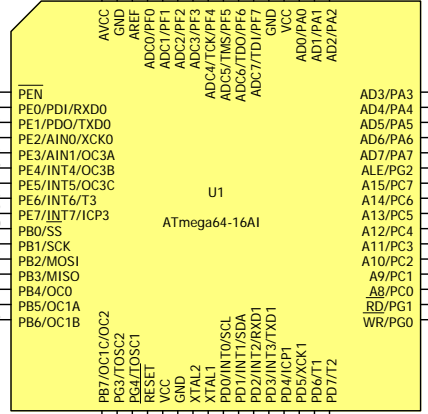 AVCC
GND
AREF
ADC0/PF0
ADC1/PF1
ADC2/PF2
ADC3/PF3
ADC4/TCK/PF4
ADC5/TMS/PF5
ADC6/TDO/PF6
ADC7/TDI/PF7
GND
VCC
AD0/PA0
AD1/PA1
AD2/PA2
PEN
PE0/PDI/RXD0
PE1/PDO/TXD0
PE2/AIN0/XCK0
PE3/AIN1/OC3A
PE4/INT4/OC3B
PE5/INT5/OC3C
PE6/INT6/T3
PE7/INT7/ICP3
PB0/SS
PB1/SCK
PB2/MOSI
PB3/MISO
PB4/OC0
PB5/OC1A
PB6/OC1B
U1
ATmega64-16AI
AD3/PA3
AD4/PA4
AD5/PA5
AD6/PA6
AD7/PA7
ALE/PG2
A15/PC7
A14/PC6
A13/PC5
A12/PC4
A11/PC3
A10/PC2
A9/PC1
A8/PC0
RD/PG1
WR/PG0
PB7/OC1C/OC2
PG3/TOSC2
PG4/TOSC1
RESET
VCC
GND
XTAL2
XTAL1
PD0/INT0/SCL
PD1/INT1/SDA
PD2/INT2/RXD1
PD3/INT3/TXD1
PD4/ICP1
PD5/XCK1
PD6/T1
PD7/T2